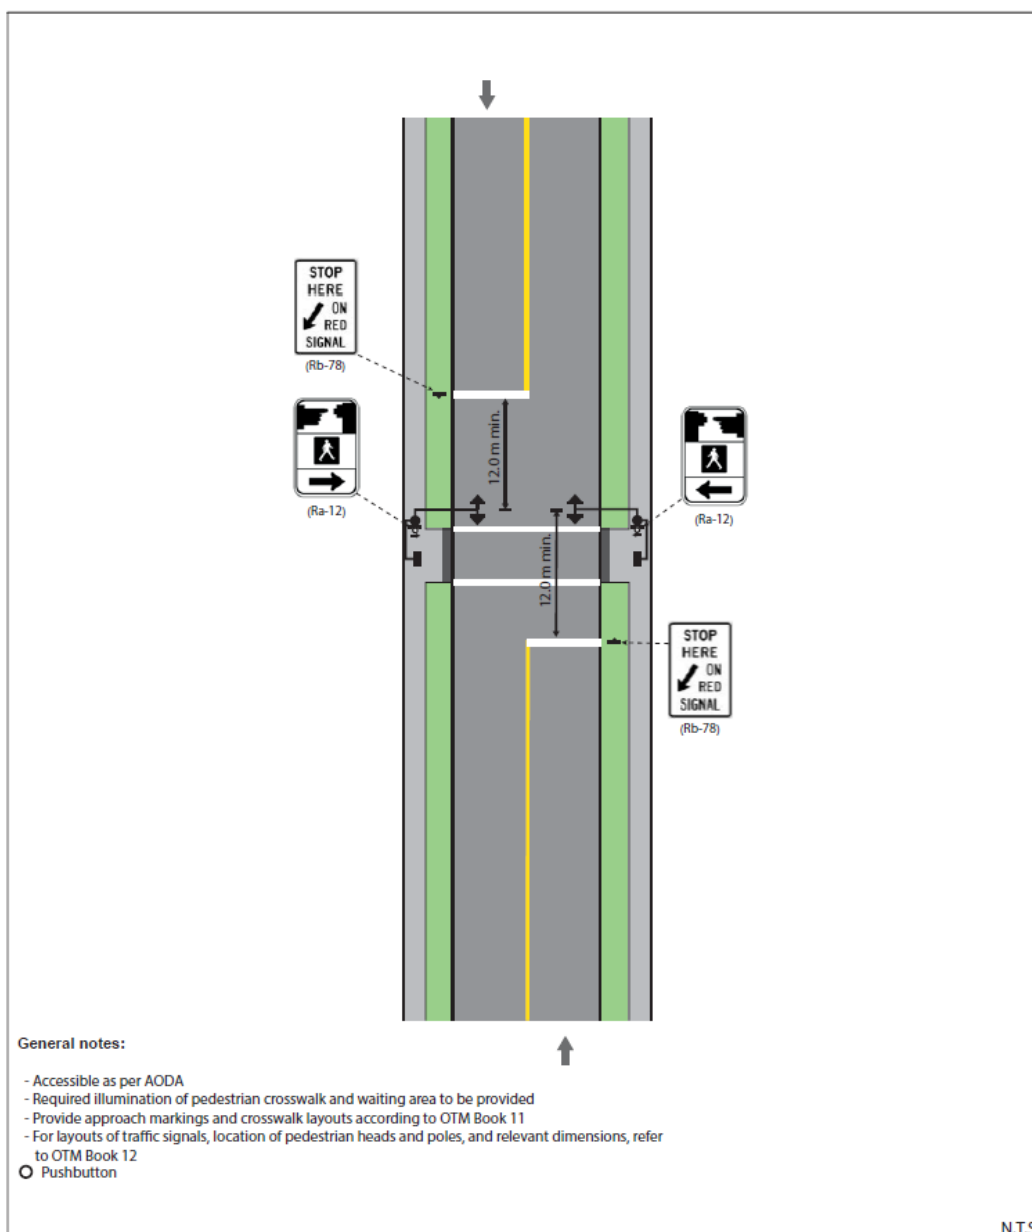 STOP
HERE
ON
RED
SIGNAL
(Rb-78)
(Ra-12)
12.0 m min.
(Ra-12)
12.0 m min.
STOP
HERE
ON
RED
SIGNAL
(Rb-78)
General notes:
- Accessible as per AODA
- Required illumination of pedestrian crosswalk and waiting area to be provided
- Provide approach markings and crosswalk layouts according to OTM Book 11
- For layouts of traffic signals, location of pedestrian heads and poles, and relevant dimensions, refer
to OTM Book 12
Pushbutton